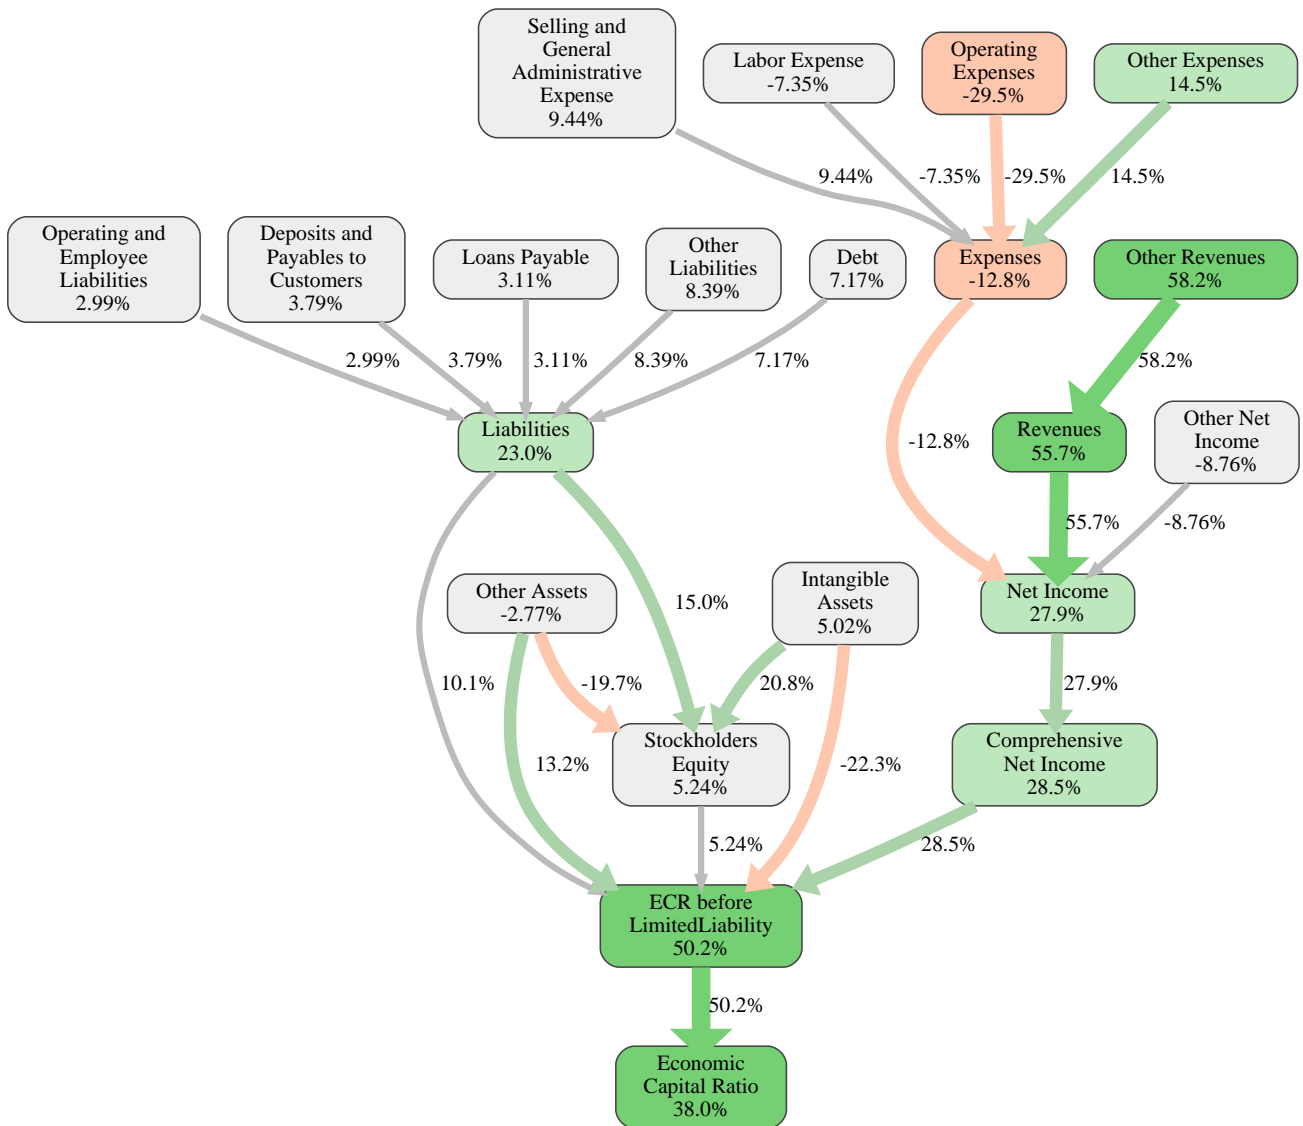 Selling and
General
Administrative
Expense
9.44%
Labor Expense
-7.35%
Operating
Expenses
-29.5%
Other Expenses
14.5%
9.44%
-7.35%
-29.5%
14.5%
Operating and
Employee
Liabilities
2.99%
Deposits and
Payables to
Customers
3.79%
Loans Payable
3.11%
Other
Liabilities
8.39%
Debt
7.17%
Expenses
-12.8%
Other Revenues
58.2%
2.99%
3.79%
3.11%
8.39%
7.17%
58.2%
Liabilities
23.0%
-12.8%
Revenues
55.7%
Other Net
Income
-8.76%
55.7%
-8.76%
Other Assets
-2.77%
15.0%
Intangible
Assets
5.02%
Net Income
27.9%
10.1%
-19.7%
20.8%
27.9%
13.2%
Stockholders
Equity
5.24%
-22.3%
Comprehensive
Net Income
28.5%
5.24%
28.5%
ECR before
LimitedLiability
50.2%
50.2%
Economic
Capital Ratio
38.0%